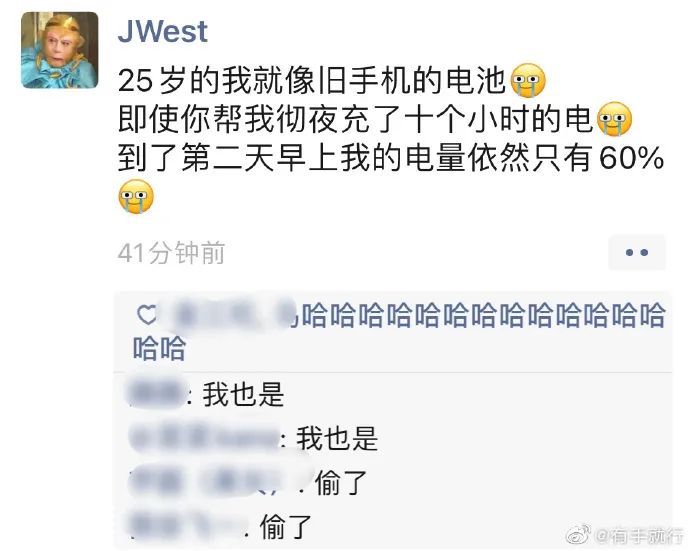 JWest
25岁的我就像旧手机的电池
即使你帮我彻夜充了十个小时的电
到了第二天早上我的电量依然只有60%
41分钟前
哈哈哈哈哈哈哈哈哈哈哈哈哈
哈哈
: 我也是
: 我也是
. 偷了
. 偷了
@有手就行